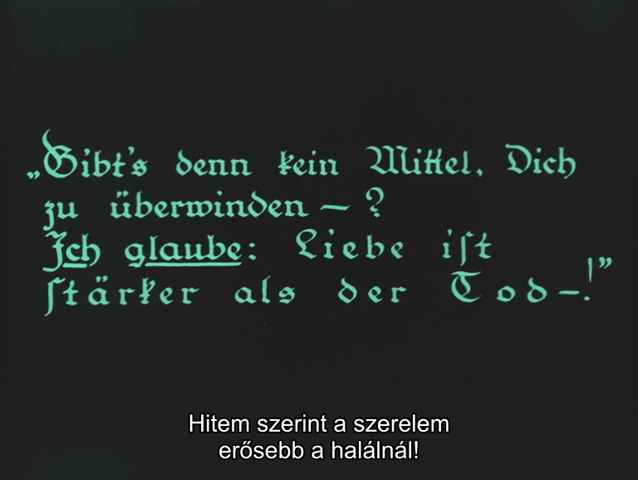 „Gibt's denn kein Mittel, Dich
zu überwinden — ?
Ich glaube: Liebe iſt
ſtärker als der Tod—!”
Hitem szerint a szerelem
erősebb a halálnál!